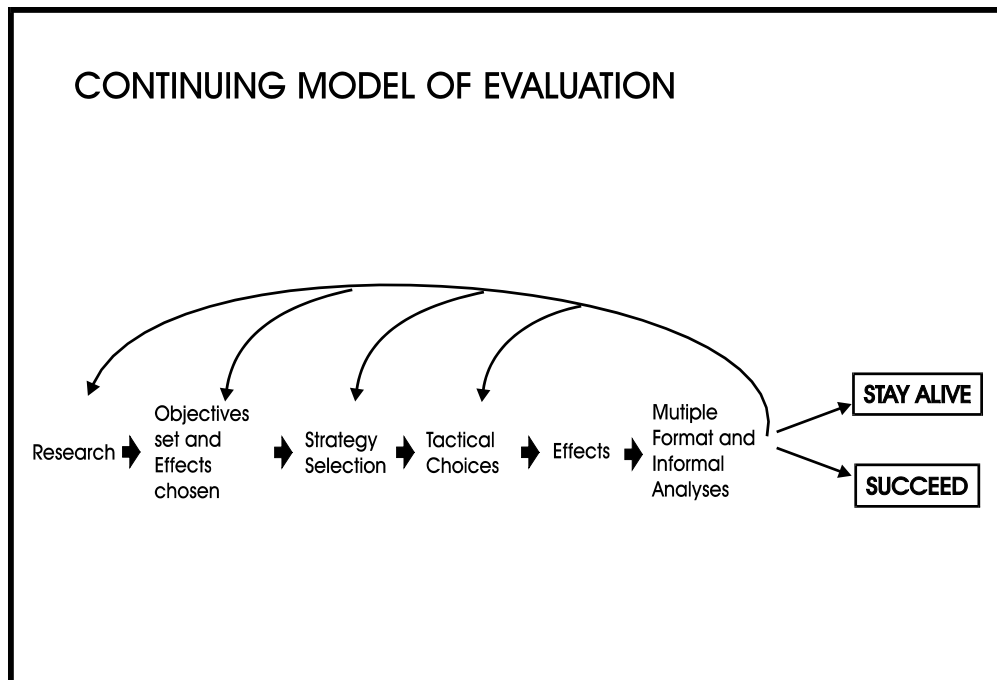 CONTINUING MODEL OF EVALUATION
Research
Objectives
set and
Effects
chosen
Strategy
Selection
Tactical
Choices
Effects
Mutiple
Format and
Informal
Analyses
STAY ALIVE
SUCCEED